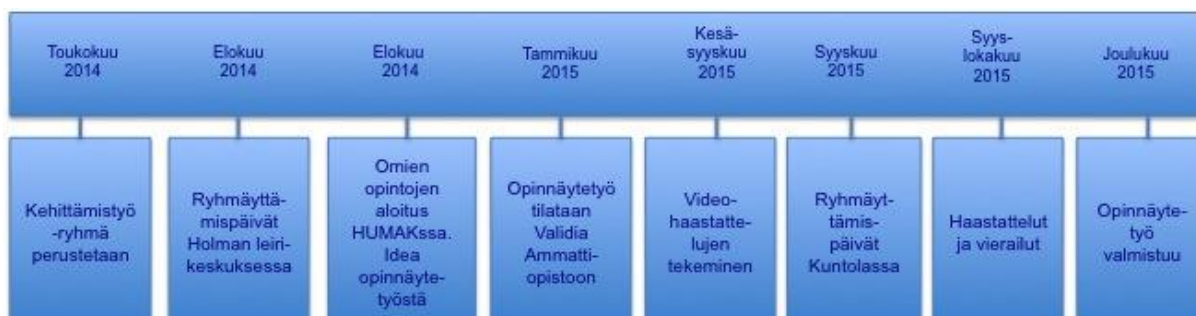 Toukokuu
2014
Elokuu
2014
Elokuu
2014
Tammikuu
2015
Kesä-
syyskuu
2015
Syyskuu
2015
Syys-
lokakuu
2015
Joulukuu
2015
Kehittämistyö
-ryhmä
perustetaan
Ryhmäyttä-
mispäivät
Holman leiri-
keskuksessa
Omien
opintojen
aloitus
HUMAKssa.
Idea
opinnäyte-
työstä
Opinnäytetyö
tilataan
Validia
Ammatti-
opistoon
Video-
haastatte-
lujen
tekeminen
Ryhmäyt-
tämis-
päivät
Kuntolassa
Haastattelut
ja vierailut
Opinnäyte-
työ
valmistuu